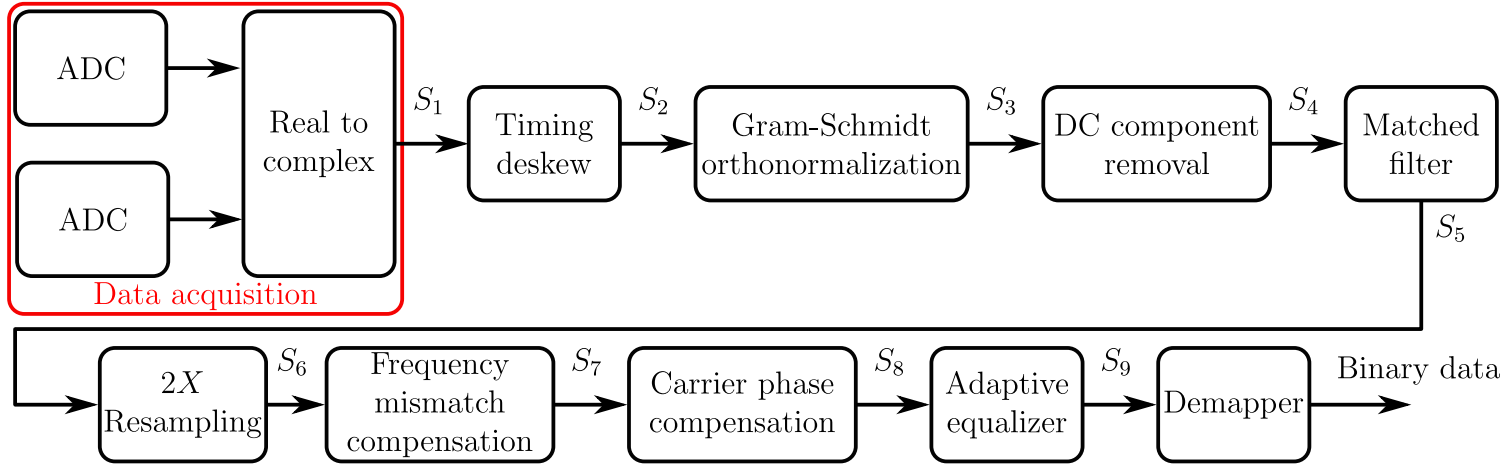 ADC
Real to
complex
ADC
Data acquisition
S1
Timing
deskew
S2
Gram-Schmidt
orthonormalization
S3
DC component
removal
S4
Matched
filter
S5
2X
Resampling
S6
Frequency
mismatch
compensation
S7
Carrier phase
compensation
S8
Adaptive
equalizer
S9
Demapper
Binary data